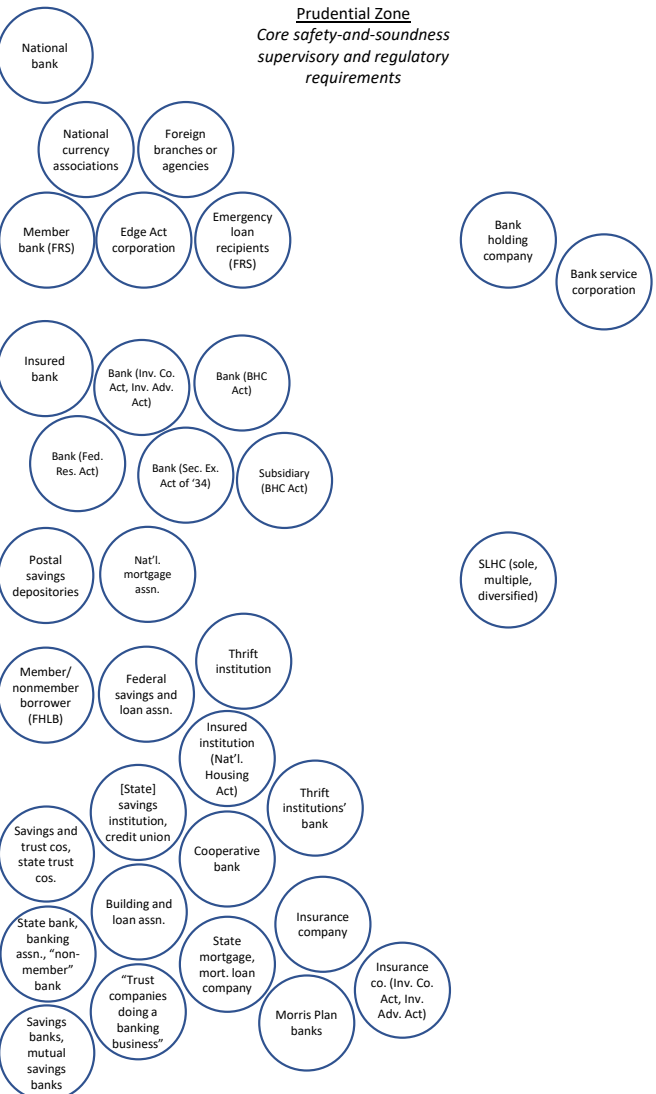 Prudential Zone
Core safety-and-soundness
supervisory and regulatory
requirements
National
bank
National
currency
associations
Foreign
branches or
agencies
Member
bank (FRS)
Edge Act
corporation
Emergency
loan
recipients
(FRS)
Bank
holding
company
Bank service
corporation
Insured
bank
Bank (Inv. Co.
Act, Inv. Adv.
Act)
Bank (BHC
Act)
Bank (Fed.
Res. Act)
Bank (Sec. Ex.
Act of ‘34)
Subsidiary
(BHC Act)
Postal
savings
depositories
Nat’l.
mortgage
assn.
SLHC (sole,
multiple,
diversified)
Thrift
institution
Member/
nonmember
borrower
(FHLB)
Federal
savings and
loan assn.
Insured
institution
(Nat’l.
Housing
Act)
Thrift
institutions’
bank
[State]
savings
institution,
credit union
Savings and
trust cos,
state trust
cos.
Cooperative
bank
Building and
loan assn.
Insurance
company
State bank,
banking
assn., “non-
member”
bank
State
mortgage,
mort. loan
company
Insurance
co. (Inv. Co.
Act, Inv.
Adv. Act)
“Trust
companies
doing a
banking
business”
Morris Plan
banks
Savings
banks,
mutual
savings
banks